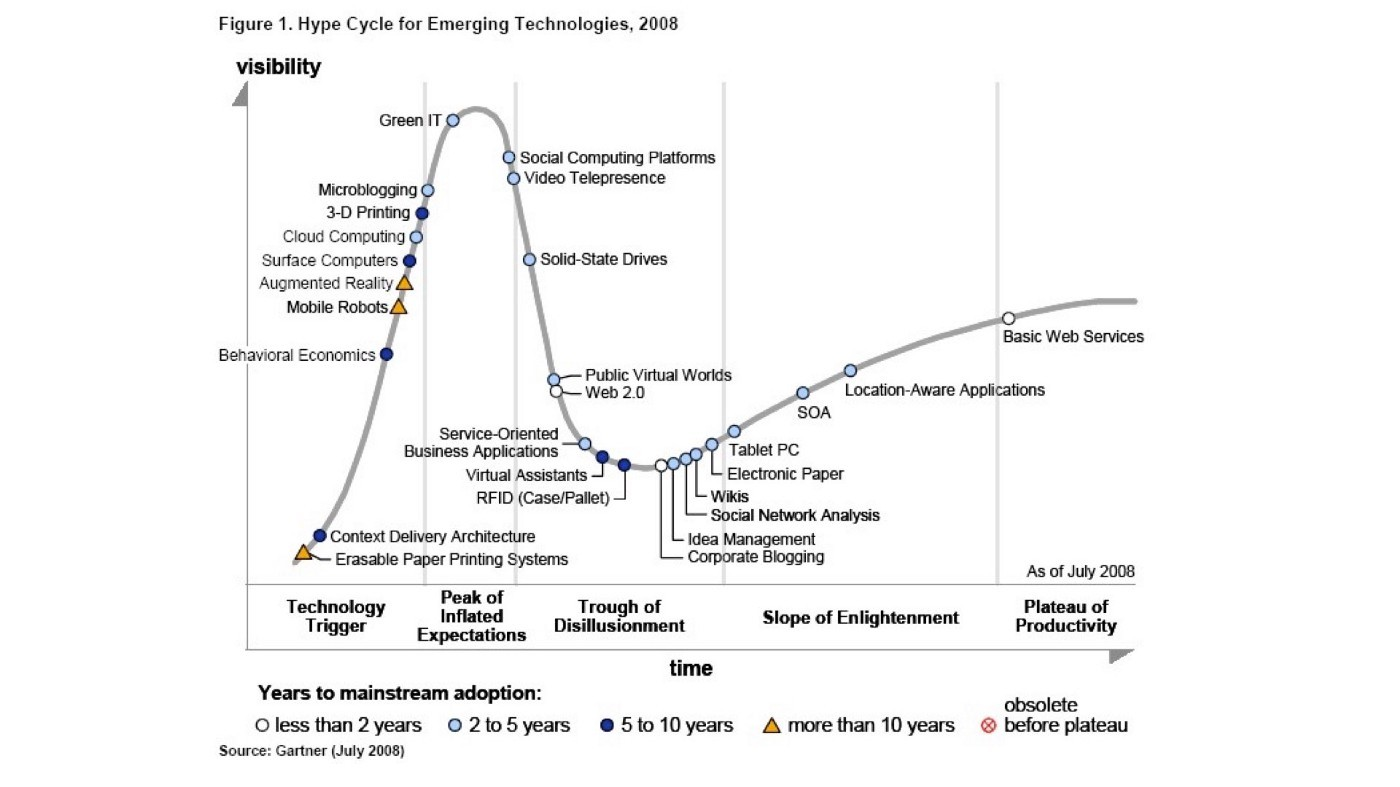 Figure 1. Hype Cycle for Emerging Technologies, 2008
visibility
Green IT
Social Computing Platforms
Video Telepresence
Microblogging
3-D Printing
Cloud Computing
Surface Computers
Solid-State Drives
Augmented Reality
Mobile Robots
Basic Web Services
Behavioral Economics
Public Virtual Worlds
Web 2.0
Location-Aware Applications
SOA
Service-Oriented
Business Applications
Tablet PC
Virtual Assistants
Electronic Paper
RFID (Case/Pallet)
Wikis
Social Network Analysis
Context Delivery Architecture
Idea Management
Erasable Paper Printing Systems
Corporate Blogging
As of July 2008
Technology
Trigger
Peak of
Inflated
Expectations
Trough of
Disillusionment
Slope of Enlightenment
Plateau of
Productivity
time
Years to mainstream adoption:
less than 2 years
2 to 5 years
5 to 10 years
more than 10 years
obsolete
before plateau
Source: Gartner (July 2008)